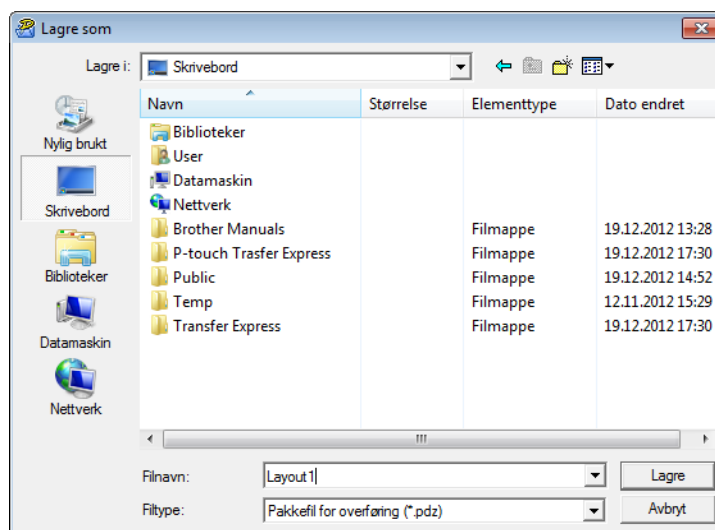 Lagre som
Lagre i: Skrivebord
Navn Størrelse Elementtype Dato endret
Biblioteker
User
Datamaskin
Nettverk
Brother Manuals Filmappe 19.12.2012 13:28
P-touch Trasfer Express Filmappe 19.12.2012 17:30
Public Filmappe 19.12.2012 14:52
Temp Filmappe 12.11.2012 15:29
Transfer Express Filmappe 19.12.2012 17:30
Nylig brukt
Skrivebord
Biblioteker
Datamaskin
Nettverk
Filnavn: Layout1 Lagre
Filtype: Pakkefil for overføring (*.pdz) Avbryt